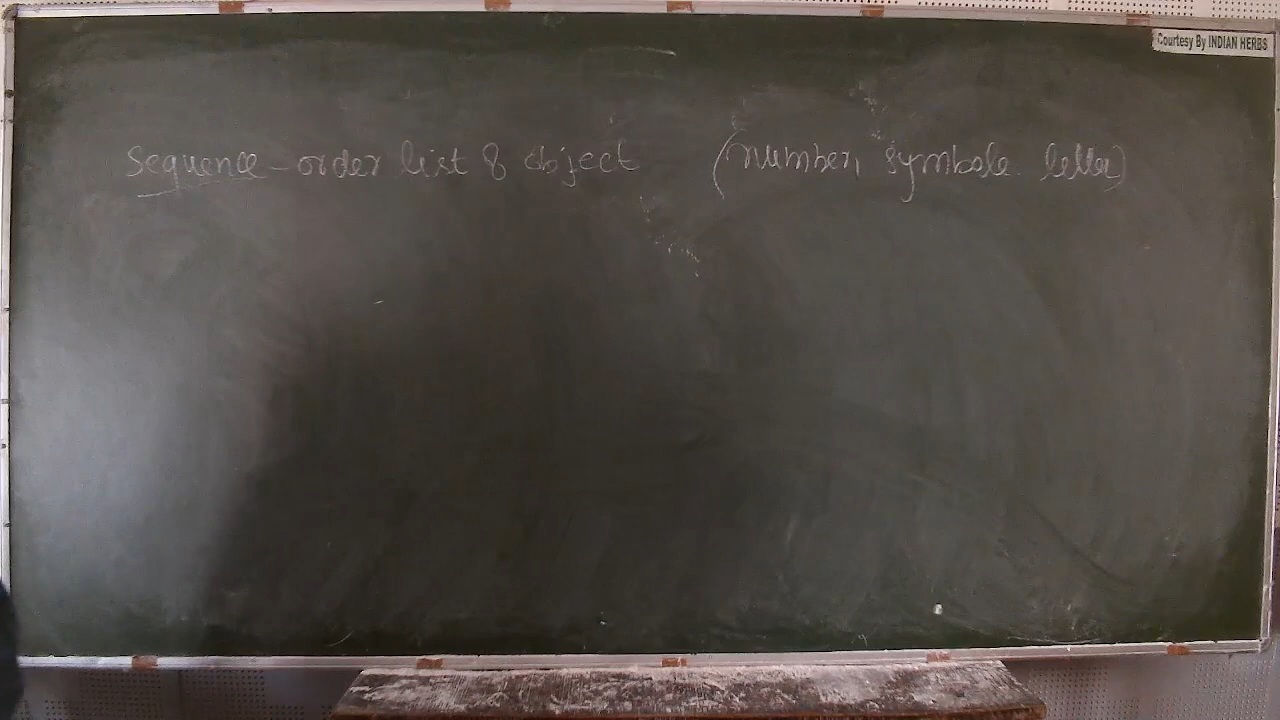 Courtesy By INDIAN HERBS
Sequence - order list of object (number, symbole. letter)